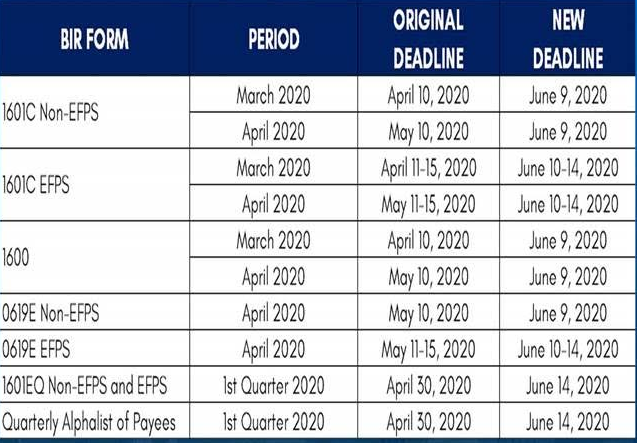 BIR FORM PERIOD ORIGINAL DEADLINE NEW DEADLINE
1601C Non-EFPS March 2020 April 10, 2020 June 9, 2020
April 2020 May 10, 2020 June 9, 2020
1601C EFPS March 2020 April 11-15, 2020 June 10-14, 2020
April 2020 May 11-15, 2020 June 10-14, 2020
1600 March 2020 April 10, 2020 June 9, 2020
April 2020 May 10, 2020 June 9, 2020
0619E Non-EFPS April 2020 May 10, 2020 June 9, 2020
0619E EFPS April 2020 May 11-15, 2020 June 10-14, 2020
1601EQ Non-EFPS and EFPS 1st Quarter 2020 April 30, 2020 June 14, 2020
Quarterly Alphalist of Payees 1st Quarter 2020 April 30, 2020 June 14, 2020